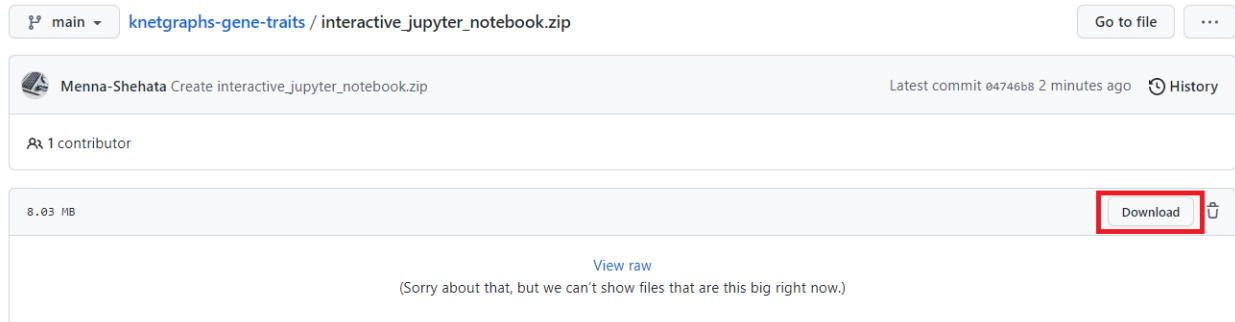 main knetgraphs-gene-traits / interactive_jupyter_notebook.zip Go to file ...
Menna-Shehata Create interactive_jupyter_notebook.zip Latest commit 04746b8 2 minutes ago History
1 contributor
8.03 MB Download
View raw
(Sorry about that, but we can't show files that are this big right now.)